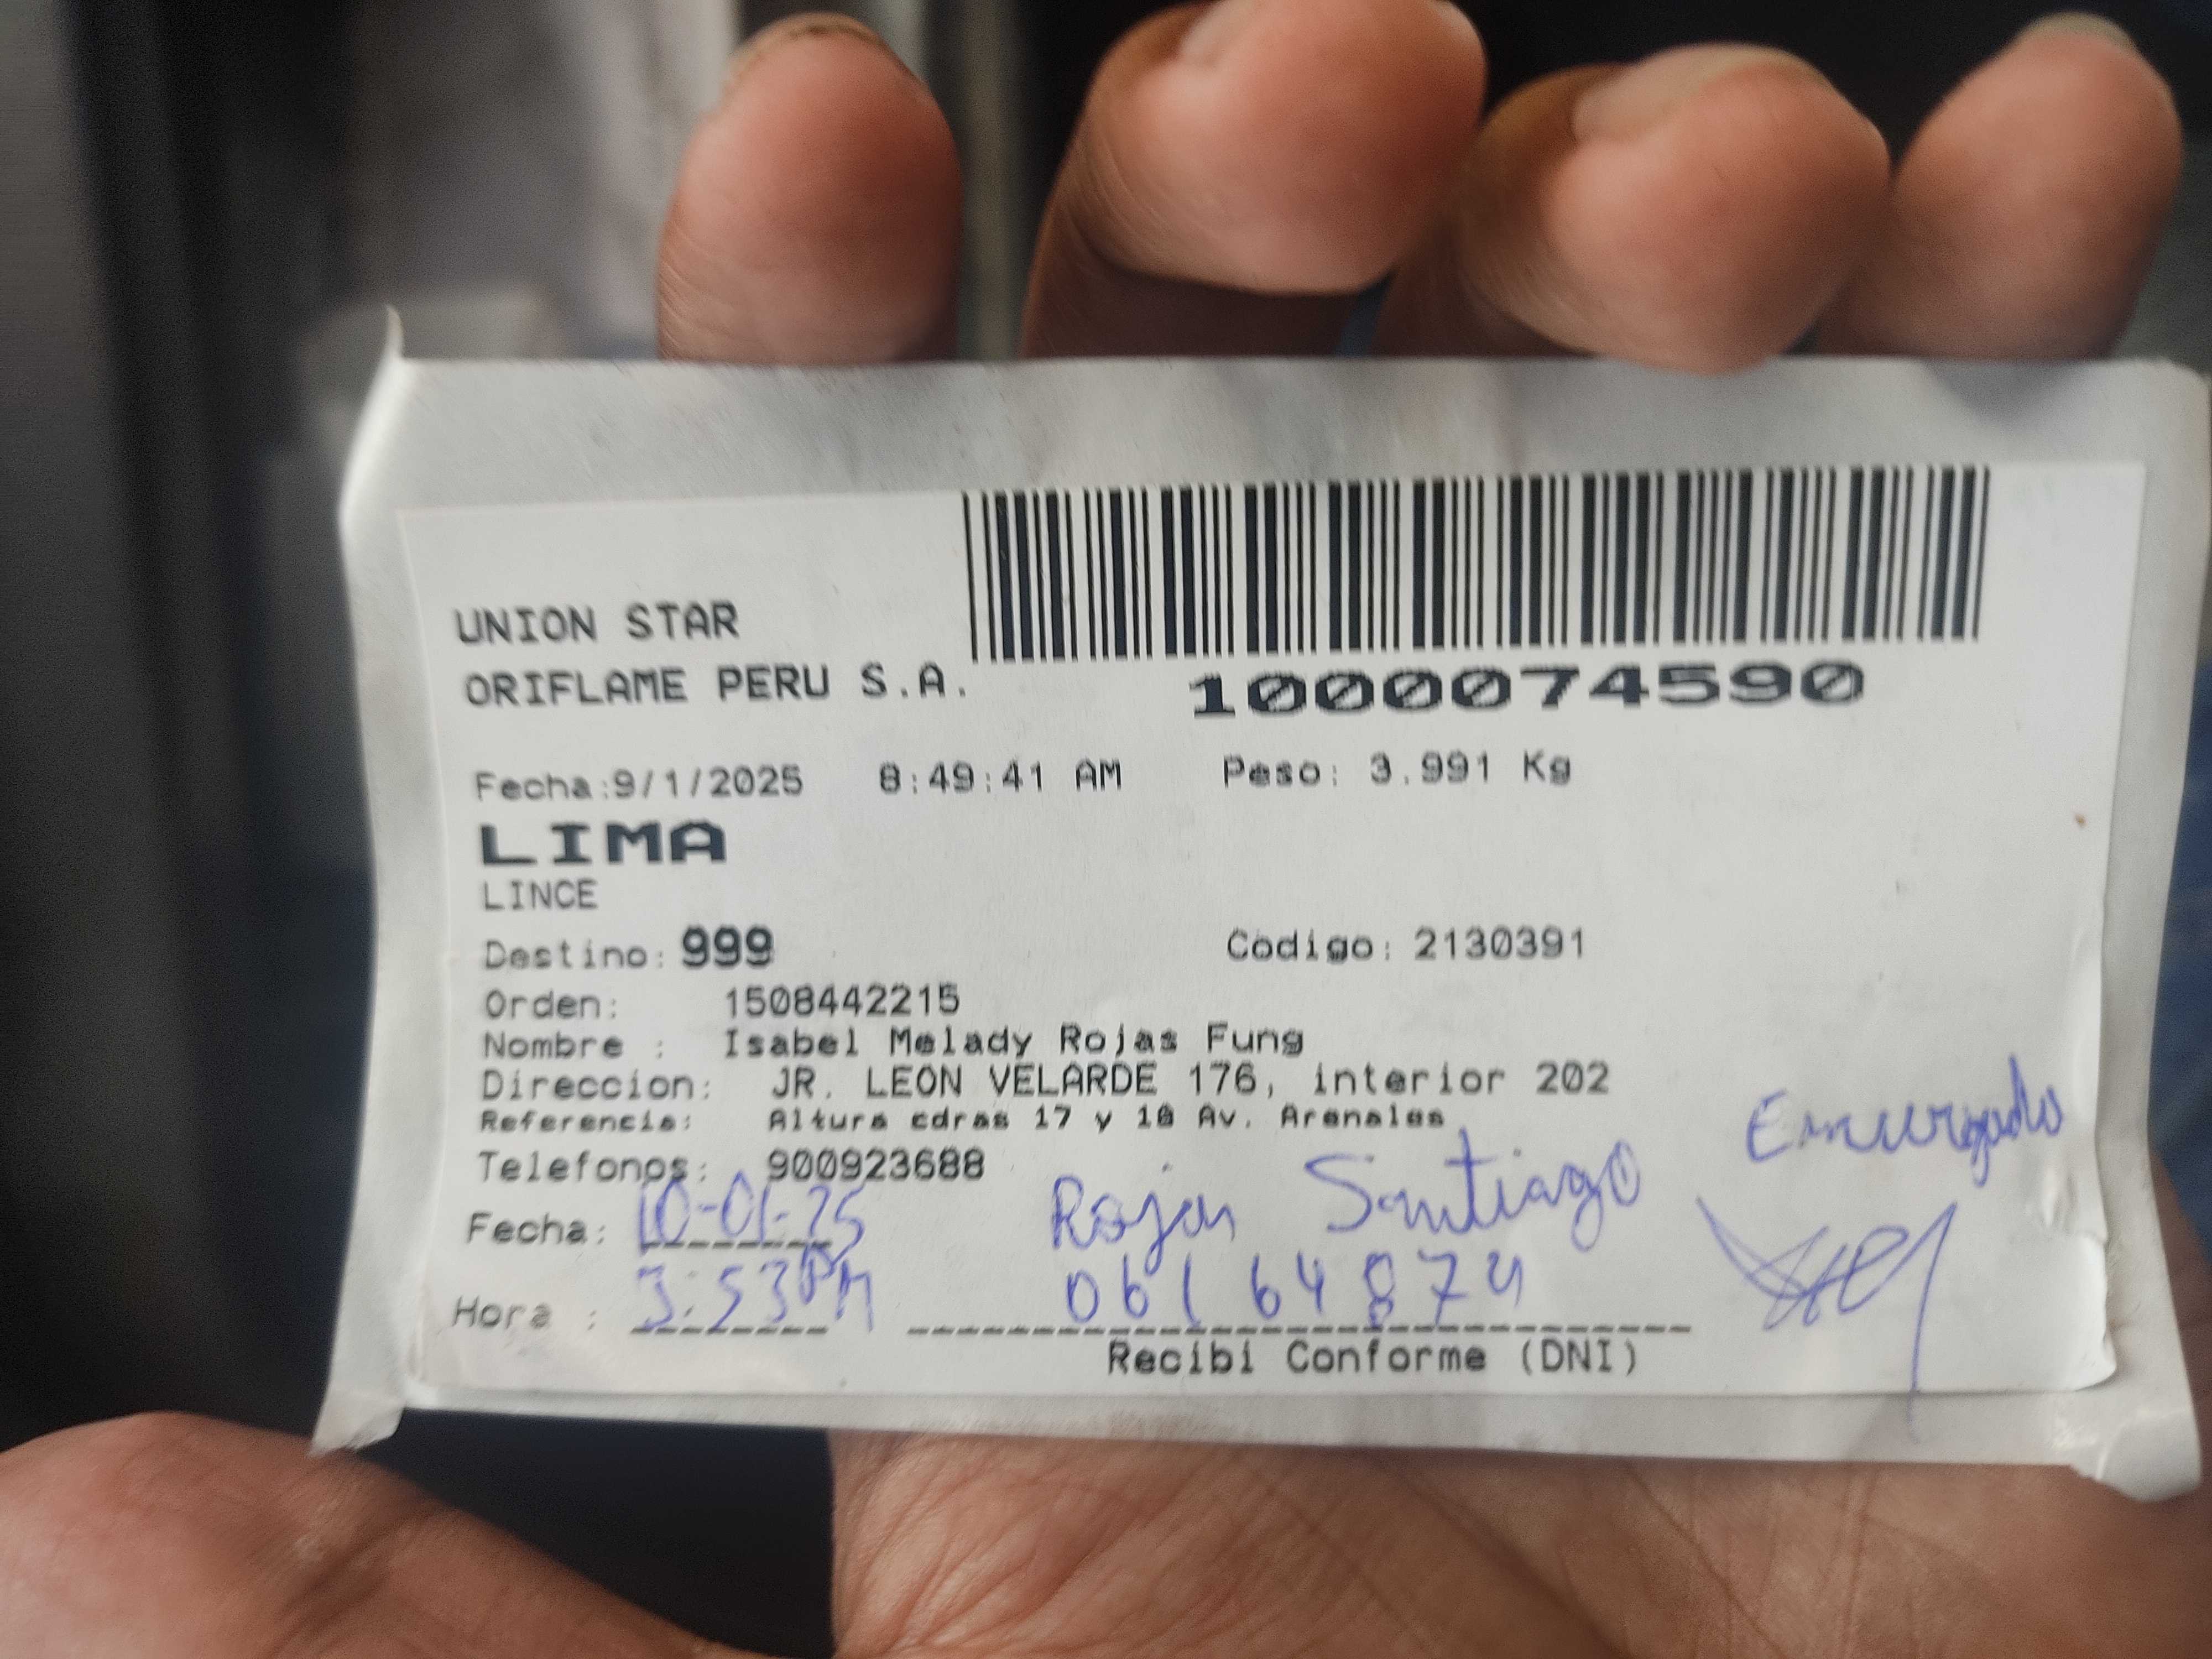 UNION STAR
ORIFLAME PERU S.A.
1000074590
Fecha:9/1/2025 8:49:41 AM Peso: 3.991 Kg
LIMA
LINCE
Destino: 999 Codigo: 2130391
Orden: 1508442215
Nombre : Isabel Melady Rojas Fung
Direccion: JR. LEON VELARDE 176, interior 202
Referencia: Altura cdras 17 y 18 Av. Arenales
Telefonos: 900923688
Fecha: 10-01-25 Rojas Santiago
Hora : 3:53PM 06164874
Recibi Conforme (DNI)